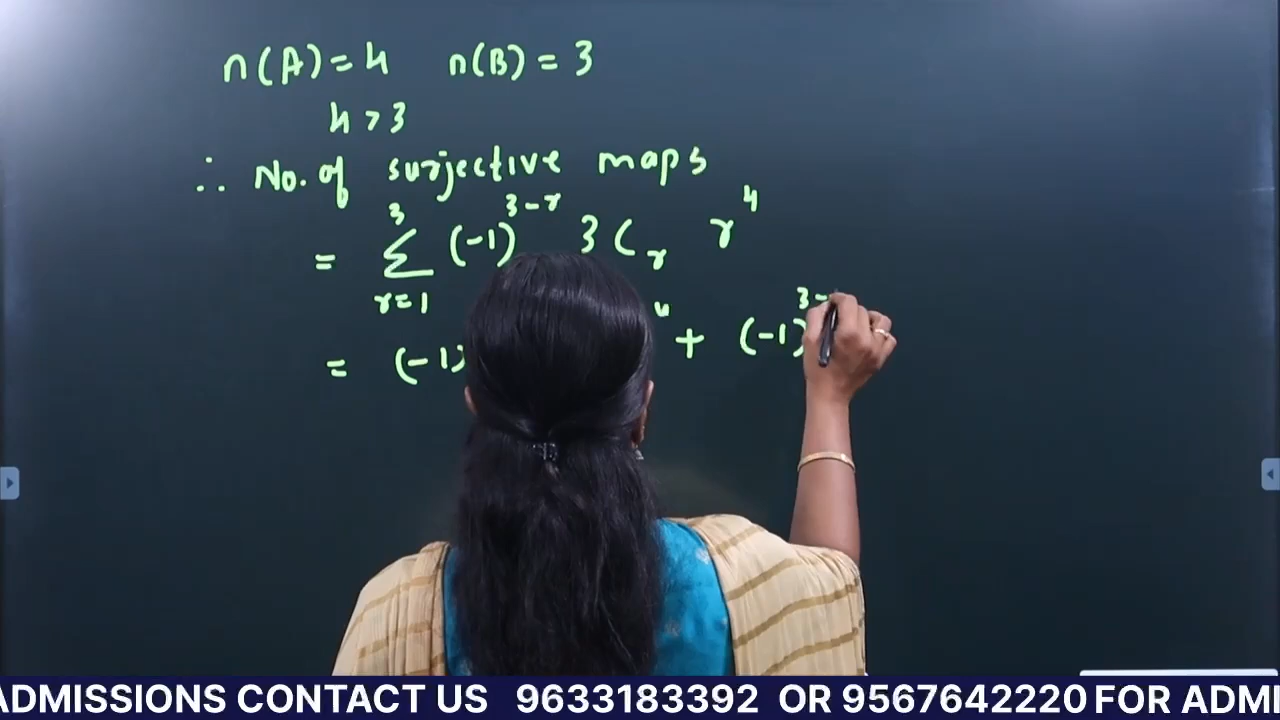 n(A) = 4 n(B) = 3
4 > 3
∴ No. of surjective maps
= 3 Σ r=1 (-1)^3-r 3C_r r^4
= (-1) 4 + (-1)^3-
ADMISSIONS CONTACT US 9633183392 OR 9567642220 FOR ADMI